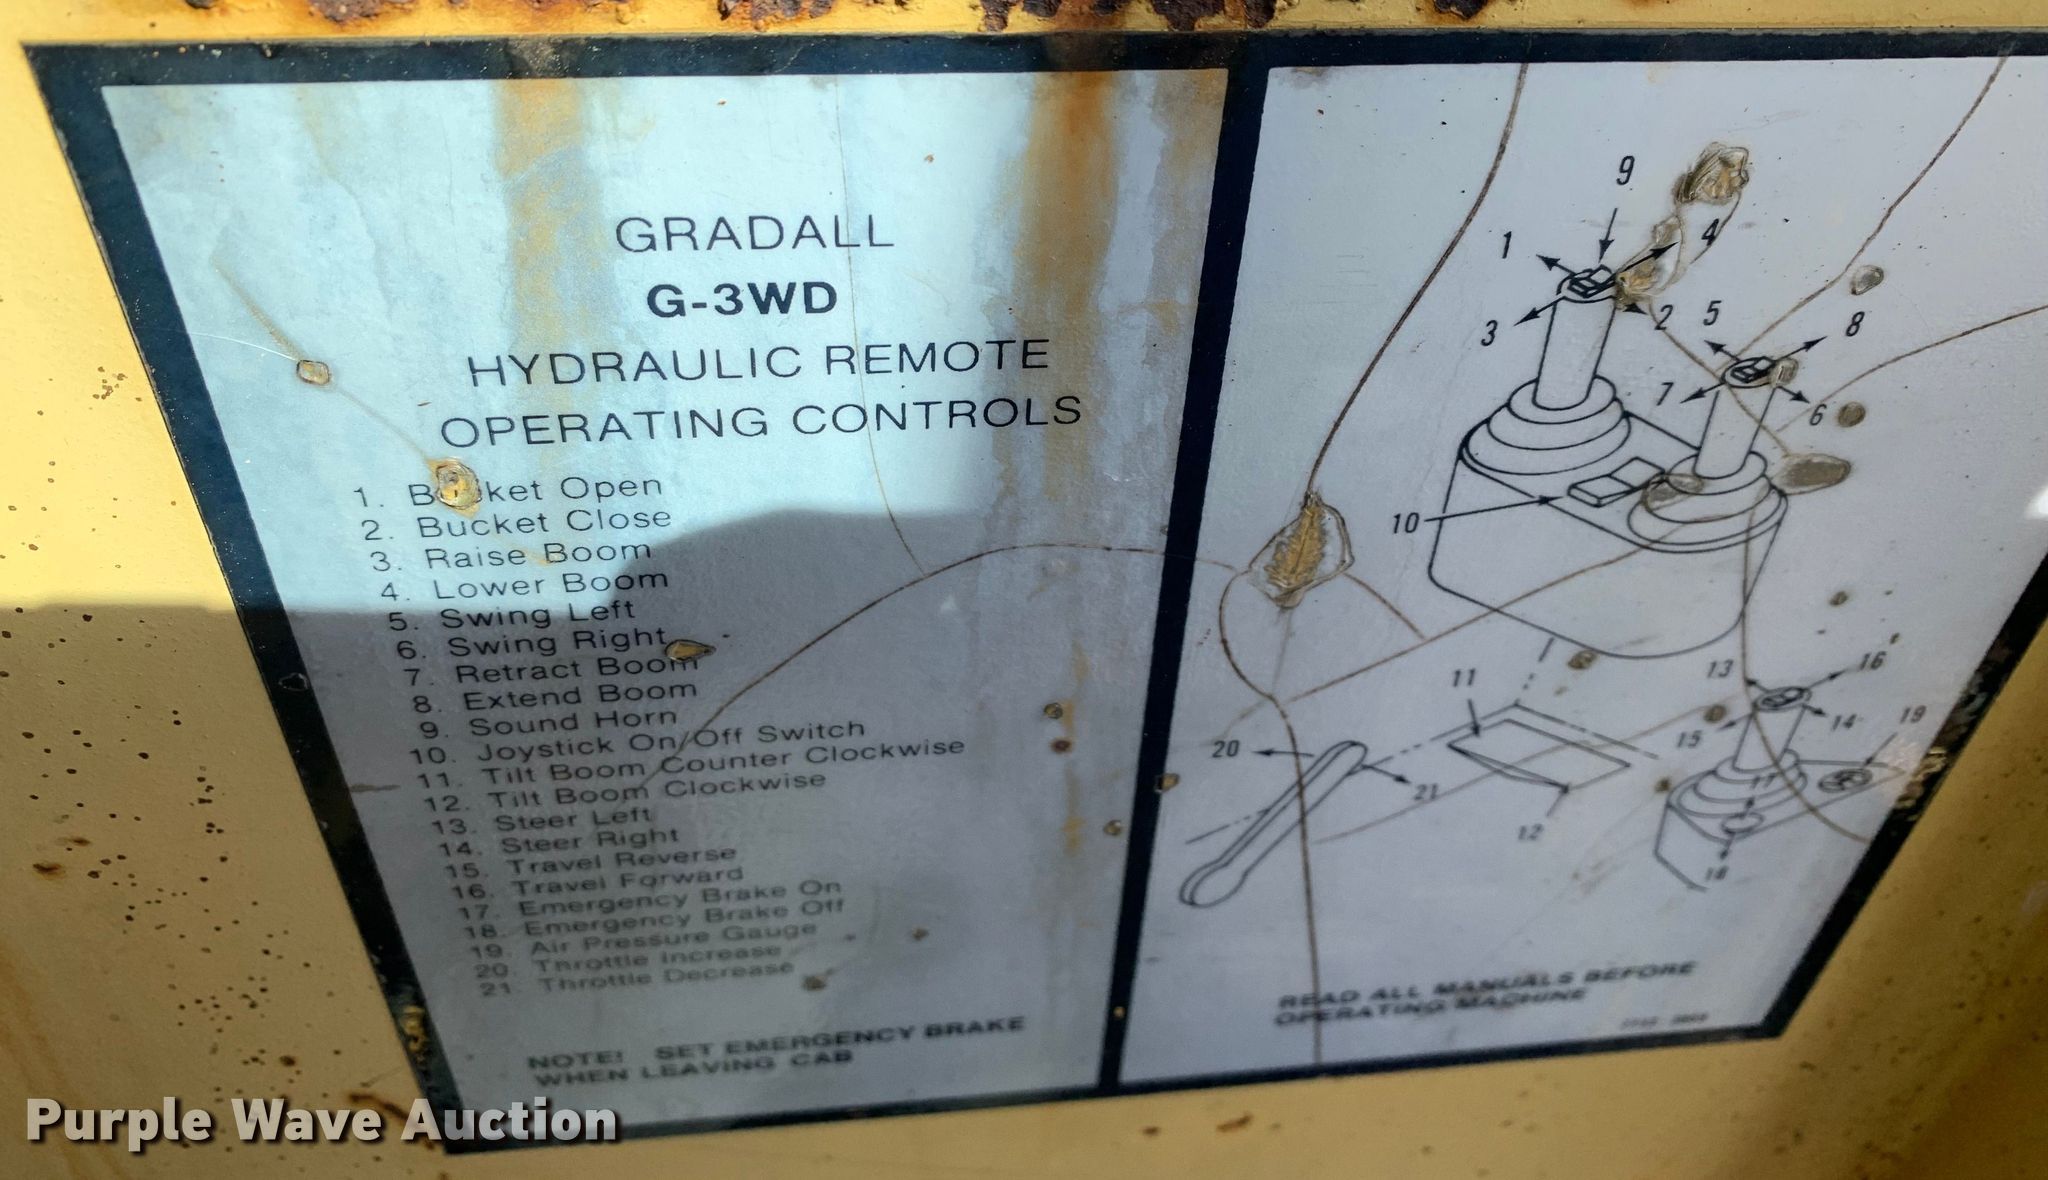 GRADALL
G-3WD
HYDRAULIC REMOTE
OPERATING CONTROLS
1. Bucket Open
2. Bucket Close
3. Raise Boom
4. Lower Boom
5. Swing Left
6. Swing Right
7. Retract Boom
8. Extend Boom
9. Sound Horn
10. Joystick On/Off Switch
11. Tilt Boom Counter Clockwise
12. Tilt Boom Clockwise
13. Steer Left
14. Steer Right
15. Travel Reverse
16. Travel Forward
17. Emergency Brake On
18. Emergency Brake Off
19. Air Pressure Gauge
20. Throttle Increase
21. Throttle Decrease
NOTE! SET EMERGENCY BRAKE
WHEN LEAVING CAB
9
1
4
3
2
5
8
7
6
10
11
13
16
15
14
19
20
21
17
12
18
READ ALL MANUALS BEFORE
OPERATING MACHINE
Purple Wave Auction